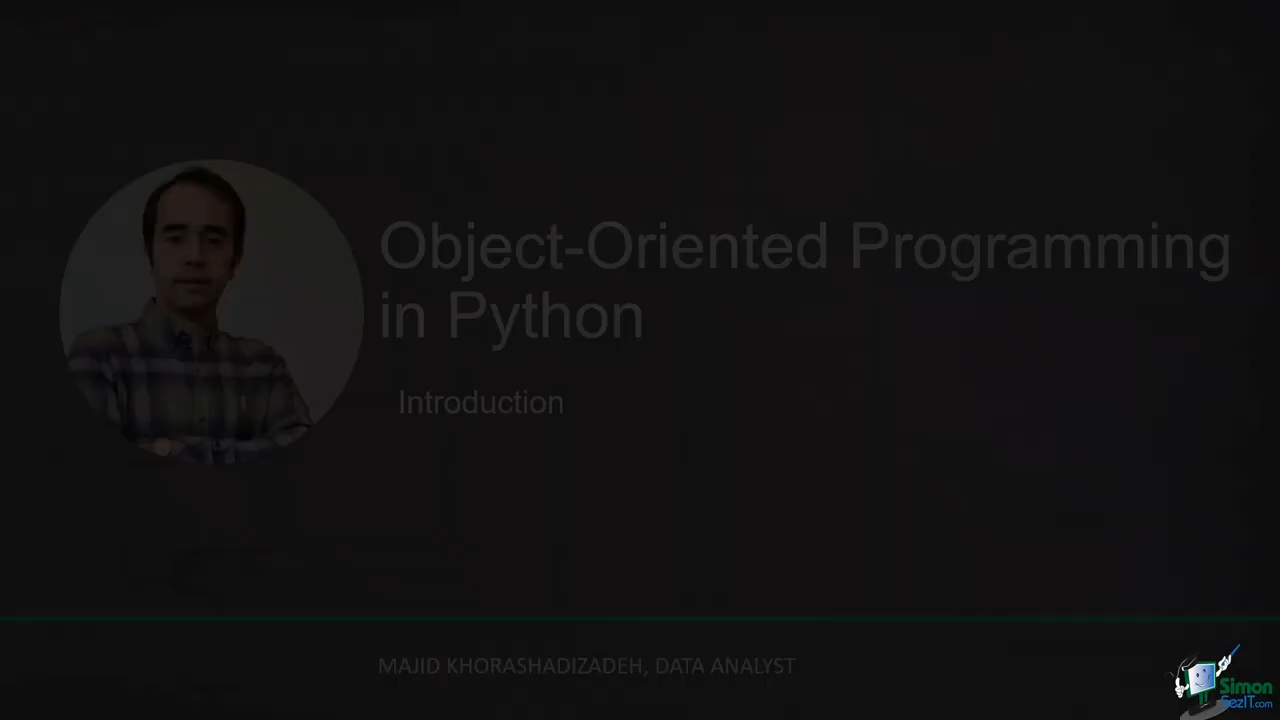 Object-Oriented Programming
in Python
Introduction
MAJID KHORASHADIZADEH, DATA ANALYST
Simon
SezIT.com